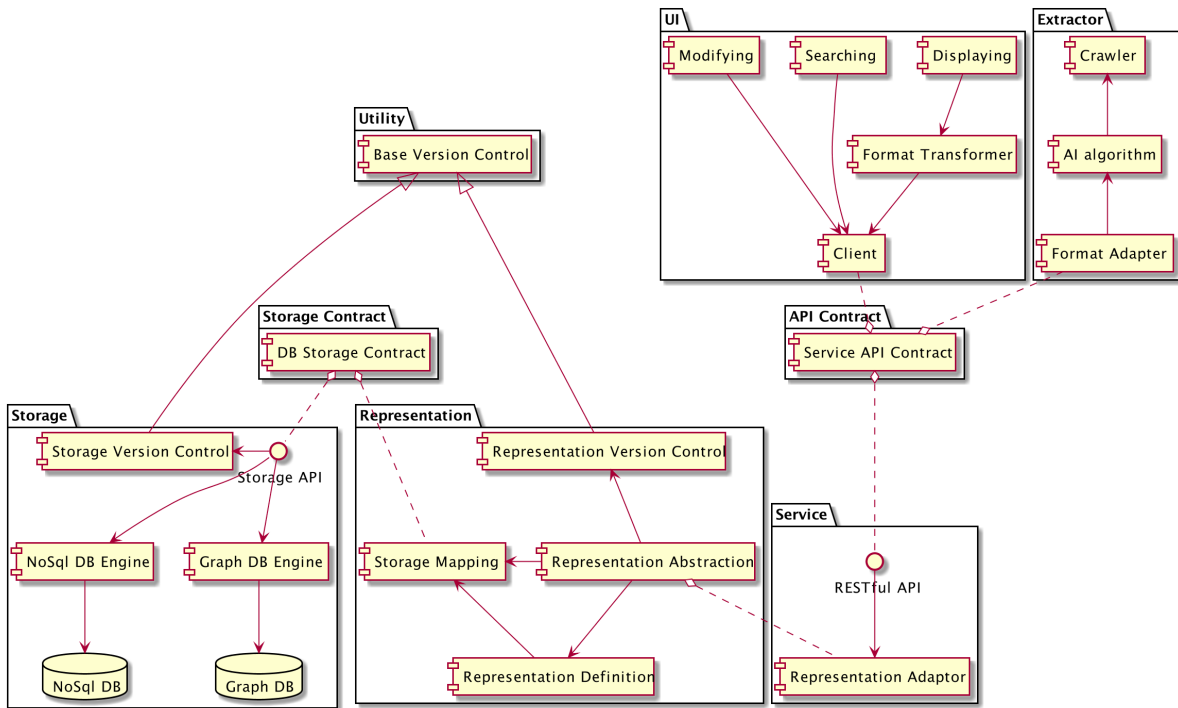 UI
Modifying
Searching
Displaying
Format Transformer
Client
Extractor
Crawler
AI algorithm
Format Adapter
Utility
Base Version Control
Storage Contract
DB Storage Contract
API Contract
Service API Contract
Storage
Storage Version Control
Storage API
NoSql DB Engine
Graph DB Engine
NoSql DB
Graph DB
Representation
Representation Version Control
Storage Mapping
Representation Abstraction
Representation Definition
Service
RESTful API
Representation Adaptor